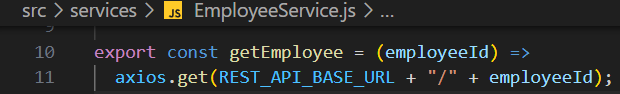 src > services > JS EmployeeService.js > ...
10 export const getEmployee = (employeeId) =>
11 axios.get(REST_API_BASE_URL + "/" + employeeId);